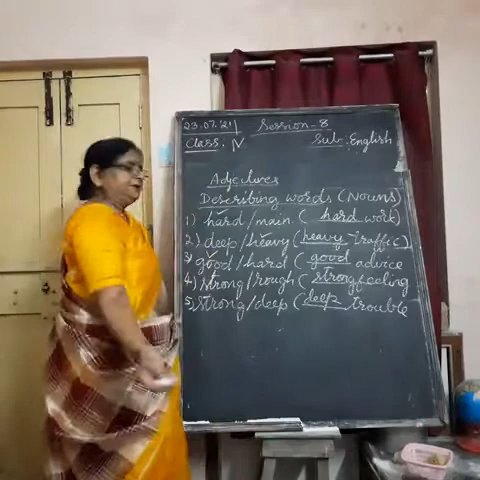 23.07.21 Session-8
Class: IV Sub: English
Adjectives
Describing words (Nouns)
1) hard/main. ( hard work)
2) deep/heavy (heavy traffic)
3) good/hard ( good advice
4) strong/rough ( strong feeling
5) strong/deep ( deep trouble